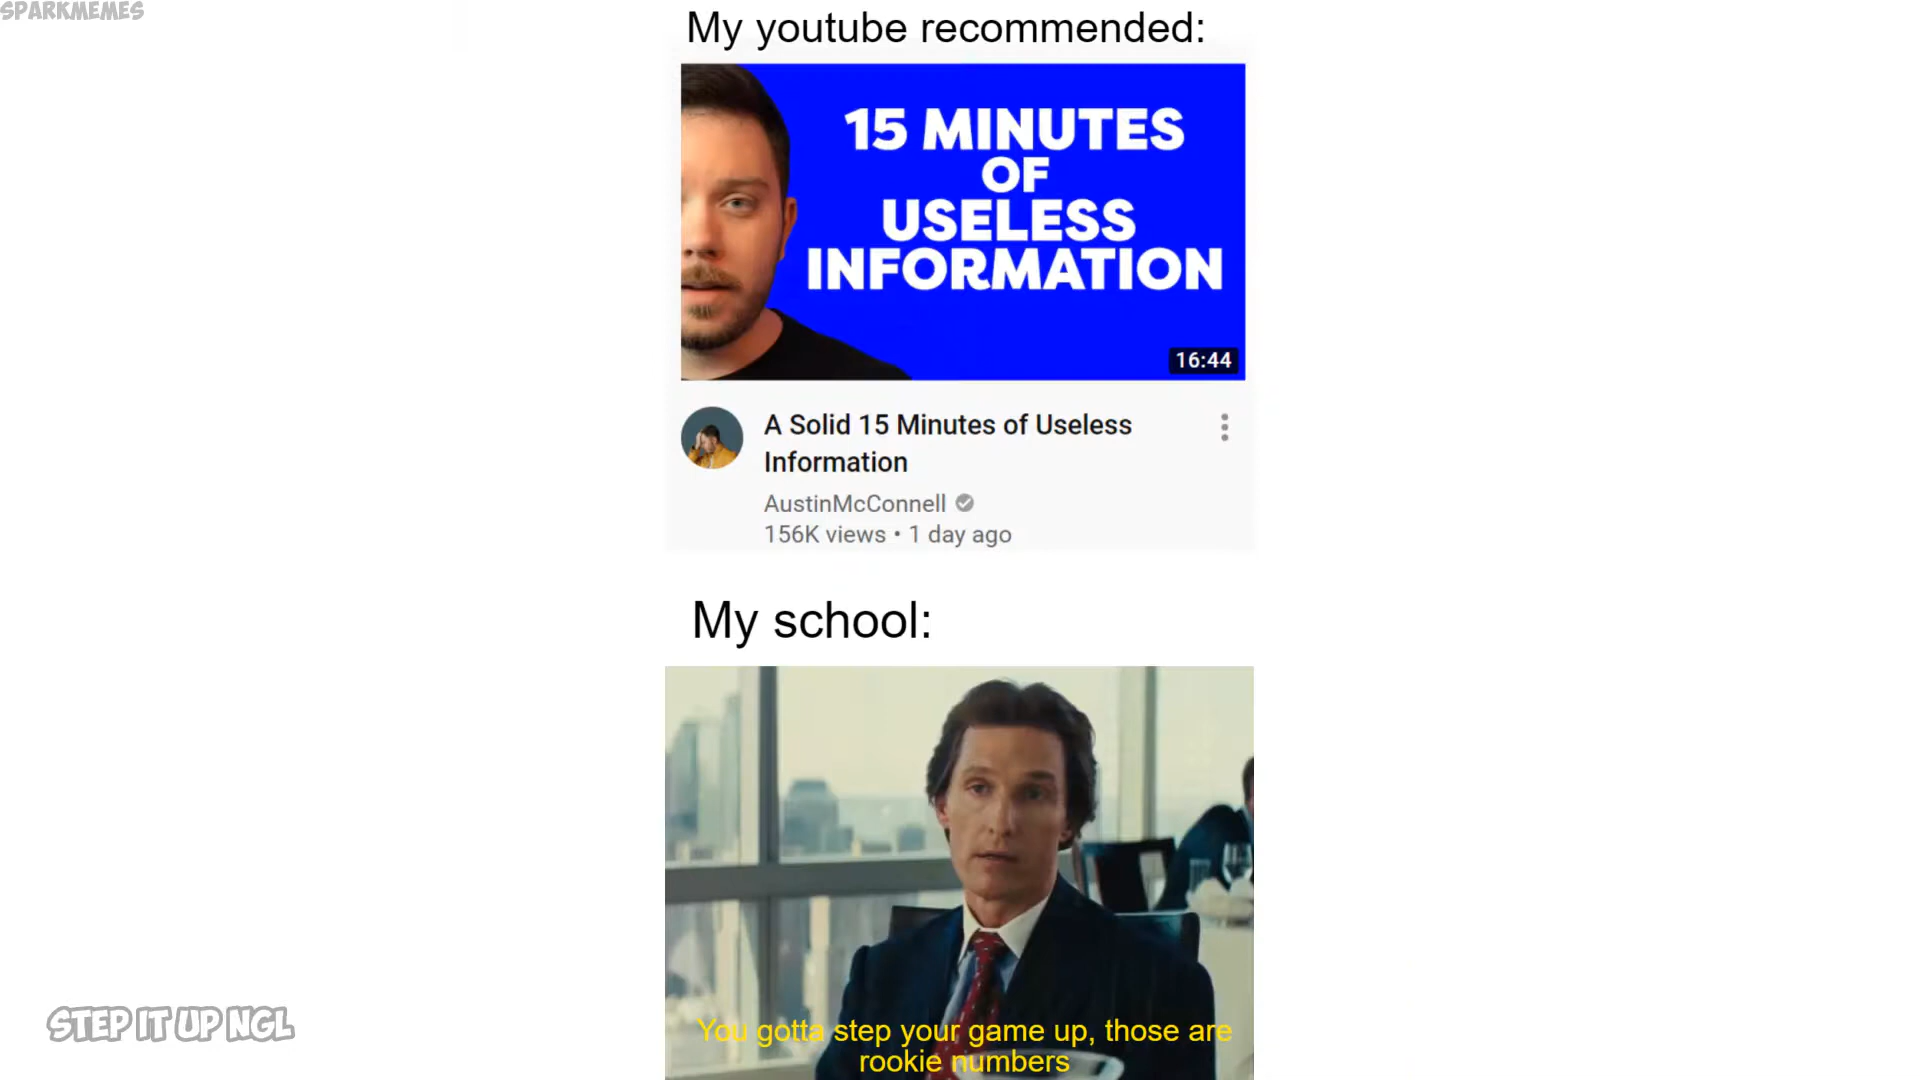 SPARKMEMES
My youtube recommended:
15 MINUTES
OF
USELESS
INFORMATION
16:44
A Solid 15 Minutes of Useless
Information
AustinMcConnell
156K views • 1 day ago
My school:
STEP IT UP NGL
You gotta step your game up, those are
rookie numbers